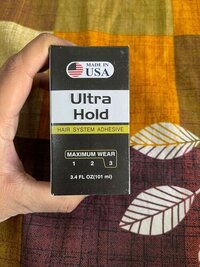 MADE IN
USA
Ultra
Hold
HAIR SYSTEM ADHESIVE
MAXIMUM WEAR
1 2 3
3.4 FL OZ(101 ml)